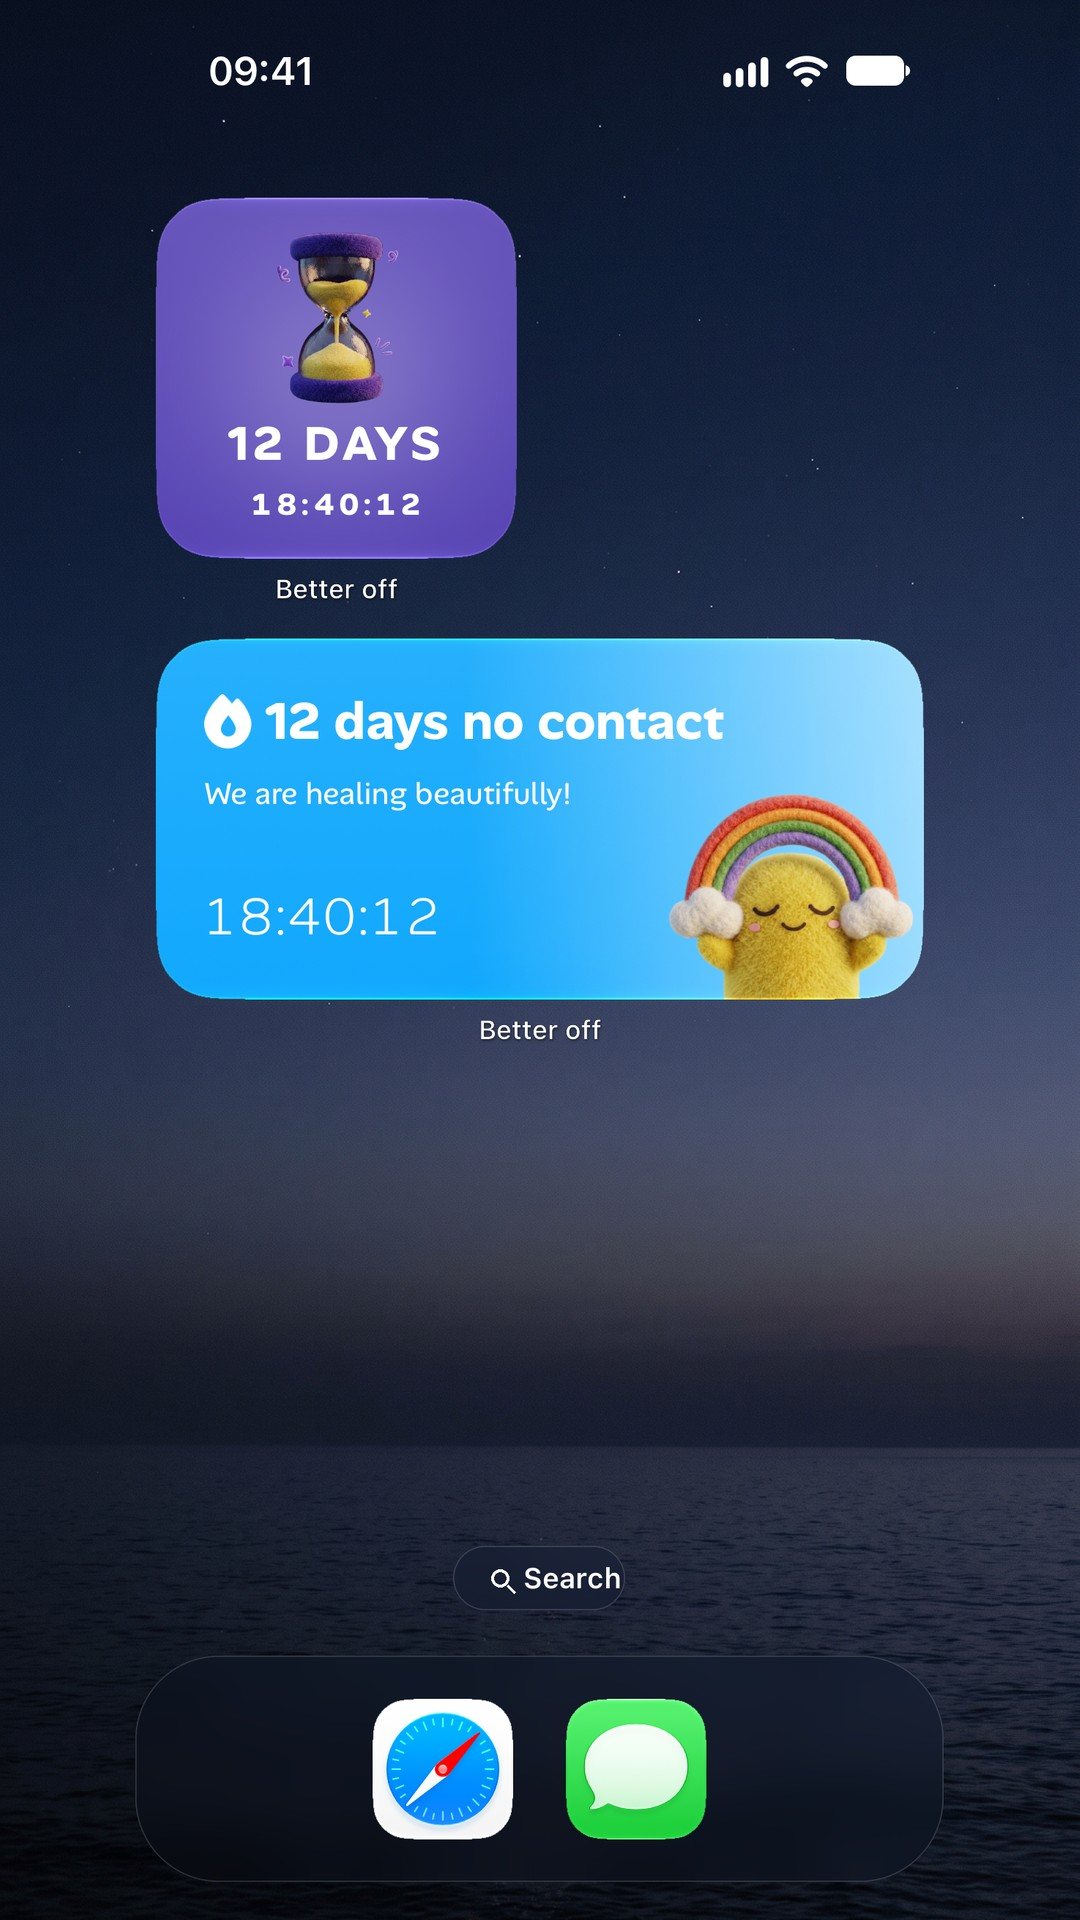 09:41
12 DAYS
18:40:12
Better off
12 days no contact
We are healing beautifully!
18:40:12
Better off
Search